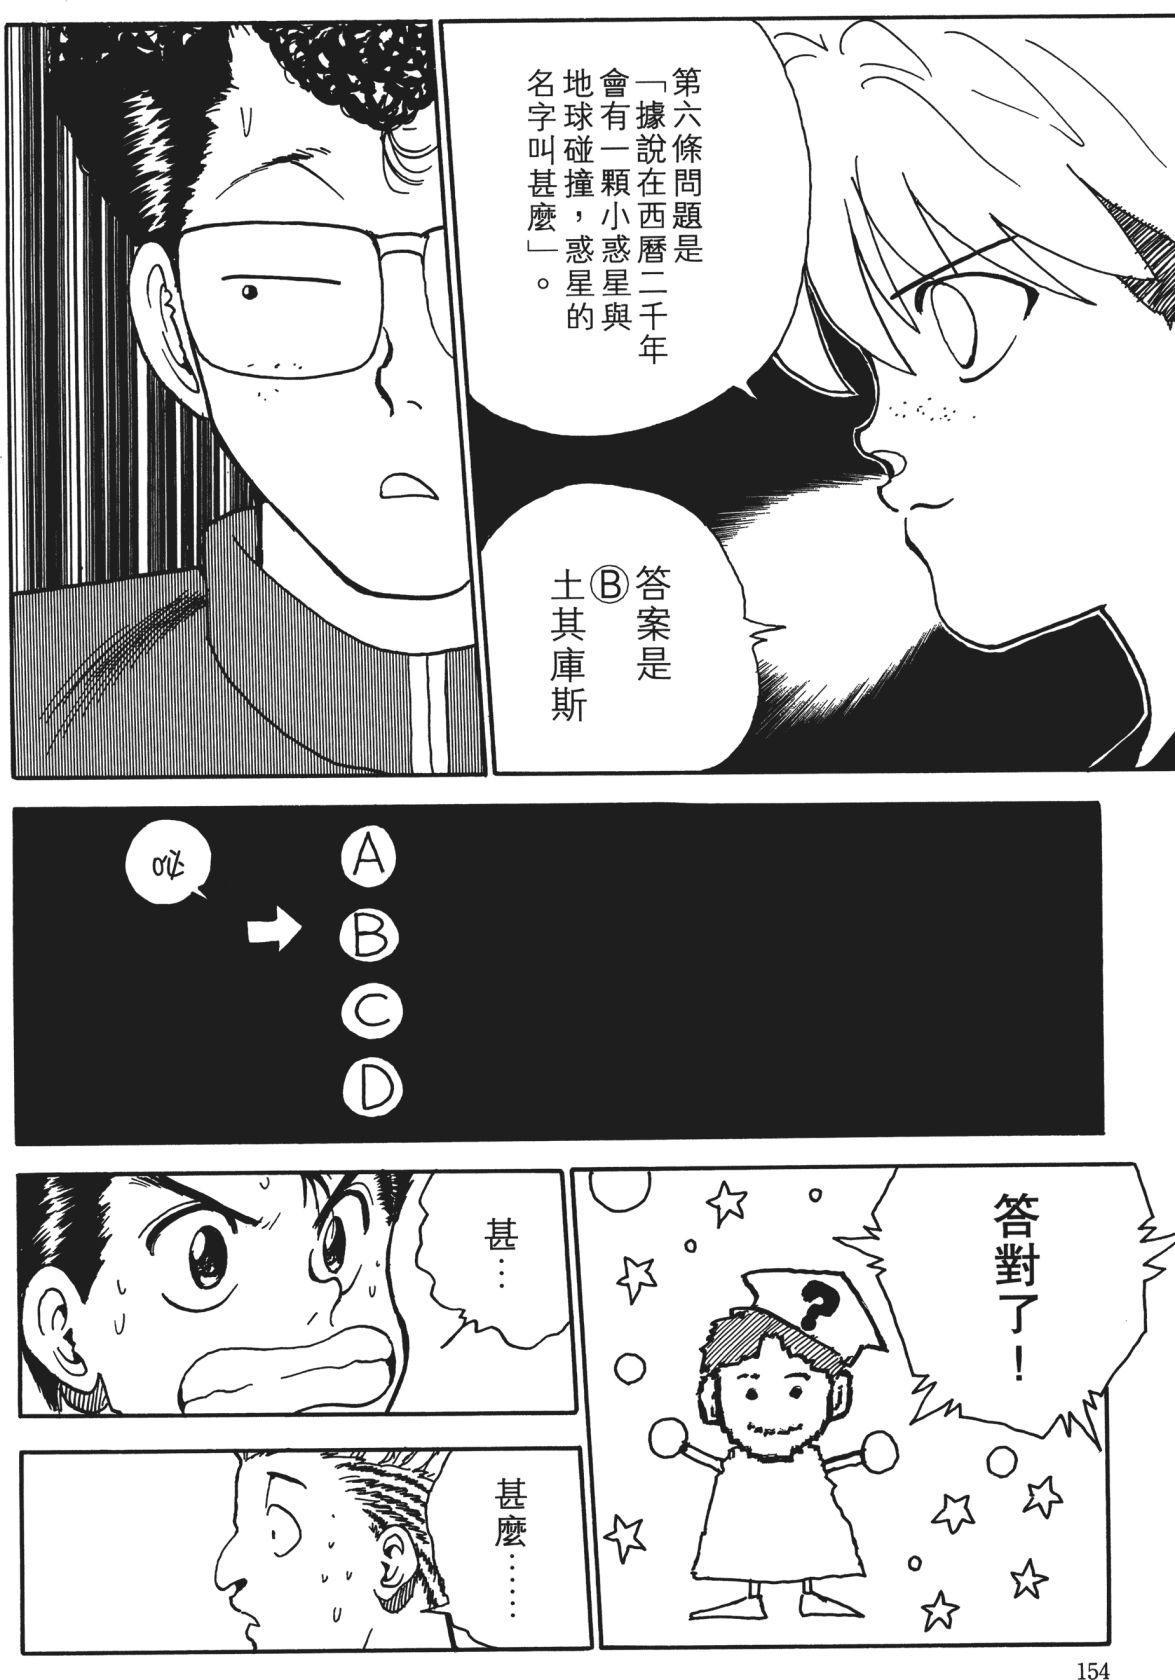 第六條問題是
「據說在西曆二千年
會有一顆小惑星與
地球碰撞，惑星的
名字叫甚麼」。
答案是
Ⓑ
土其庫斯
咇
A
B
C
D
答對了！
?
甚…
甚麼……
154